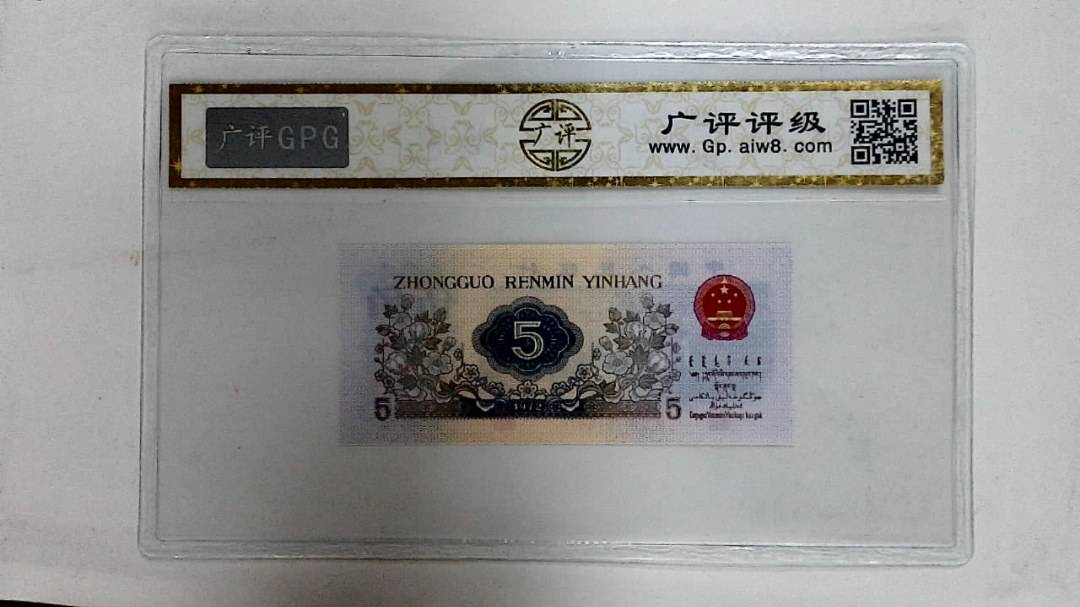 广评GPG
广评
广评评级
www.Gp.aiw8.com
ZHONGGUO RENMIN YINHANG
5
1972
5 5